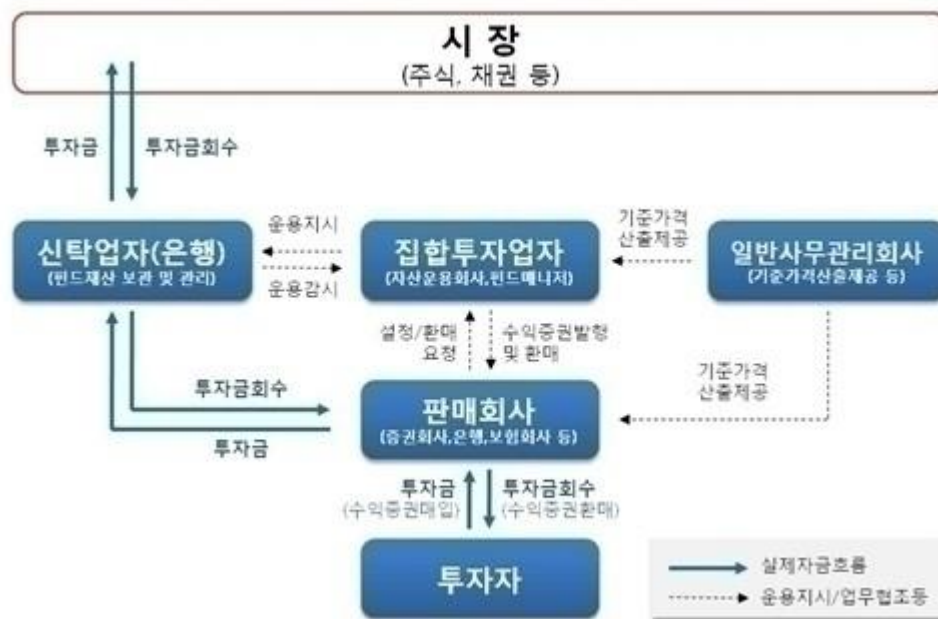 시 장
(주식, 채권 등)
투자금
투자금회수
신탁업자(은행)
(펀드재산 보관 및 관리)
운용지시
운용감시
집합투자업자
(자산운용회사,펀드매니저)
기준가격
산출제공
일반사무관리회사
(기준가격산출제공 등)
설정/환매
요청
수익증권발행
및 환매
기준가격
산출제공
투자금회수
투자금
판매회사
(증권회사,은행,보험회사 등)
투자금
(수익증권매입)
투자금회수
(수익증권환매)
투자자
실제자금흐름
운용지시/업무협조등